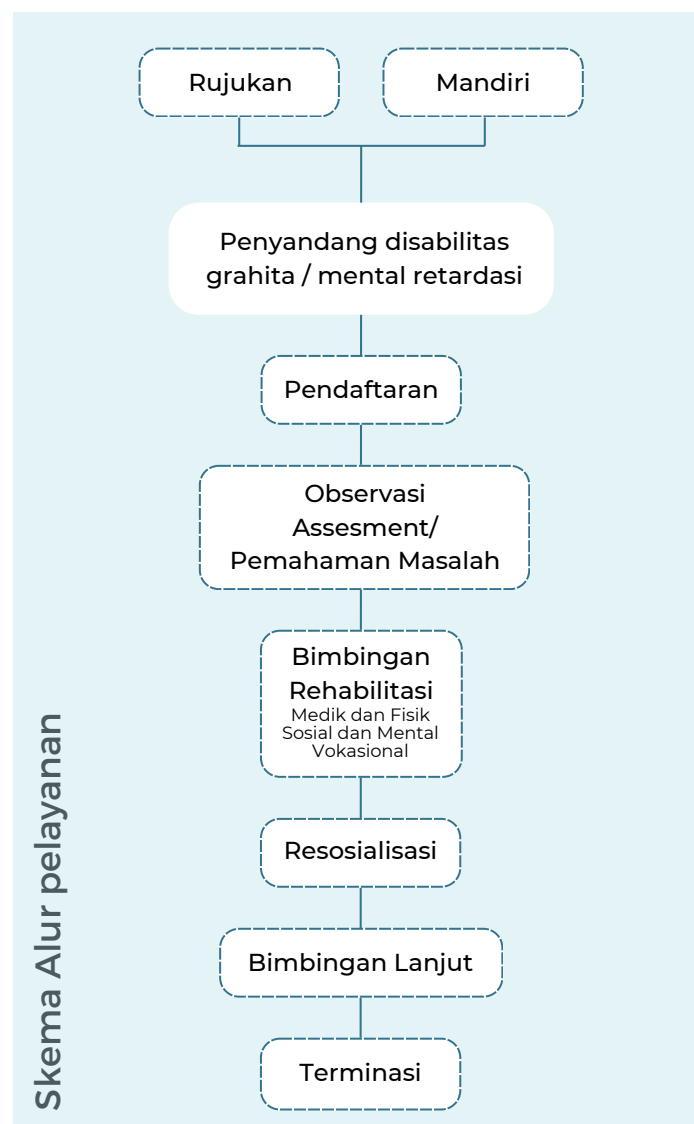 Rujukan
Mandiri
Penyandang disabilitas
grahita / mental retardasi
Pendaftaran
Observasi
Assesment/
Pemahaman Masalah
Bimbingan
Rehabilitasi
Medik dan Fisik
Sosial dan Mental
Vokasional
Resosialisasi
Bimbingan Lanjut
Terminasi
Skema Alur pelayanan